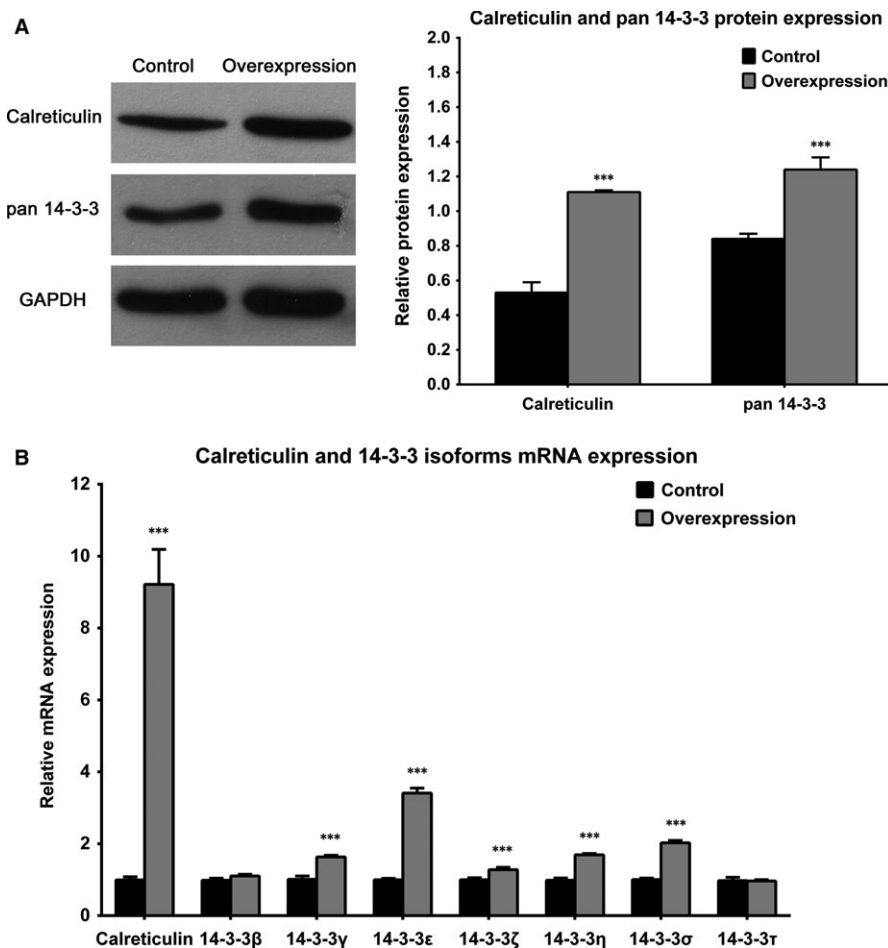 A
Control Overexpression
Calreticulin
pan 14-3-3
GAPDH
Calreticulin and pan 14-3-3 protein expression
Control
Overexpression
Relative protein expression
2.0
1.8
1.6
1.4
1.2
1.0
0.8
0.6
0.4
0.2
0.0
***
***
Calreticulin pan 14-3-3
B
Calreticulin and 14-3-3 isoforms mRNA expression
Control
Overexpression
Relative mRNA expression
12
10
8
6
4
2
0
***
***
***
***
***
***
Calreticulin 14-3-3β 14-3-3γ 14-3-3ε 14-3-3ζ 14-3-3η 14-3-3σ 14-3-3τ